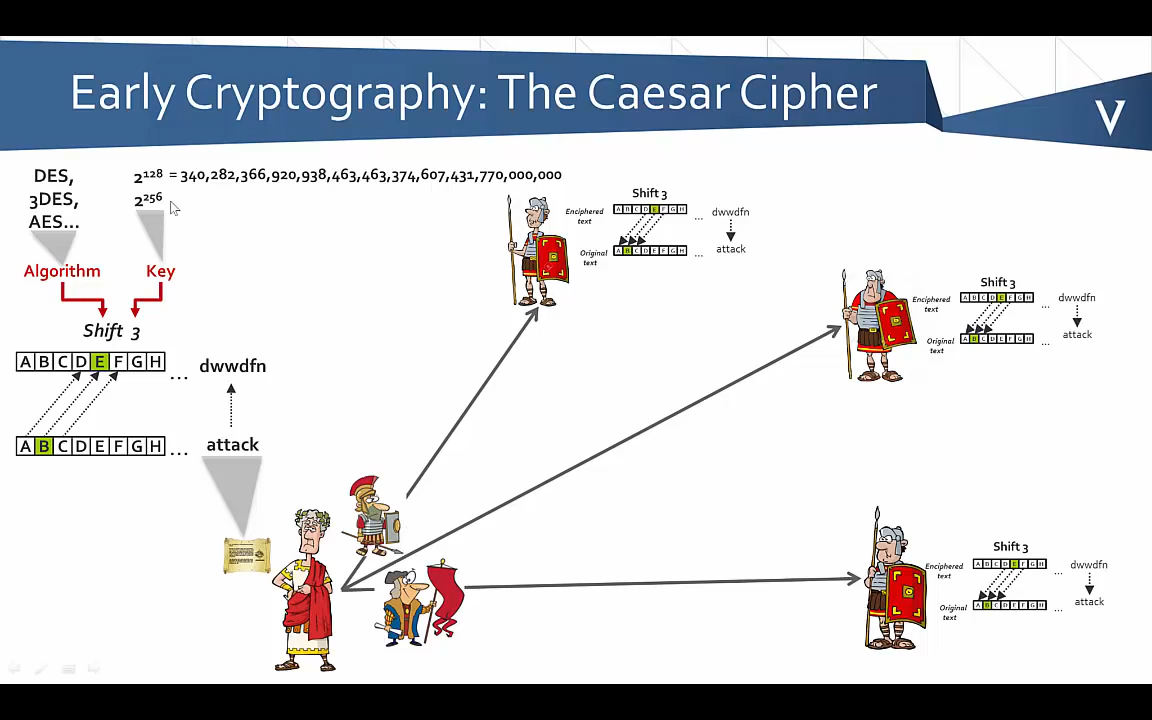 Early Cryptography: The Caesar Cipher
V
DES,
3DES,
AES...
2¹²⁸ = 340,282,366,920,938,463,463,374,607,431,770,000,000
2²⁵⁶
Algorithm
Key
Shift 3
A B C D E F G H ... dwwdfn
A B C D E F G H ... attack
Shift 3
Enciphered
text
A B C D E F G H ... dwwdfn
Original
text
A B C D E F G H ... attack
Shift 3
Enciphered
text
A B C D E F G H ... dwwdfn
Original
text
A B C D E F G H ... attack
Shift 3
Enciphered
text
A B C D E F G H ... dwwdfn
Original
text
A B C D E F G H ... attack